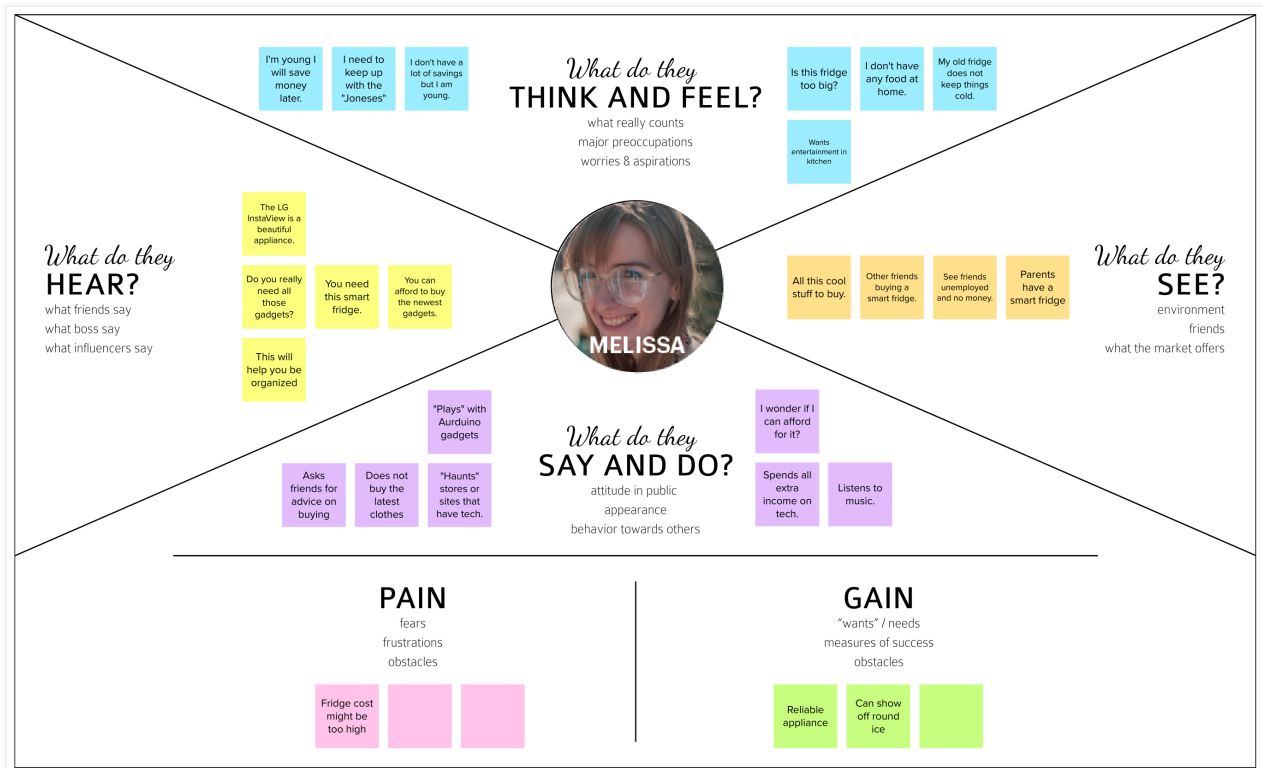 I'm young I
will save
money
later.
I need to
keep up
with the
"Joneses"
I don't have a
lot of savings
but I am
young.
What do they
THINK AND FEEL?
what really counts
major preoccupations
worries & aspirations
Is this fridge
too big?
I don't have
any food at
home.
My old fridge
does not
keep things
cold.
Wants
entertainment in
kitchen
What do they
HEAR?
what friends say
what boss say
what influencers say
The LG
InstaView is a
beautiful
appliance.
Do you really
need all
those
gadgets?
You need
this smart
fridge.
You can
afford to buy
the newest
gadgets.
This will
help you be
organized
MELISSA
All this cool
stuff to buy.
Other friends
buying a
smart fridge.
See friends
unemployed
and no money.
Parents
have a
smart fridge
What do they
SEE?
environment
friends
what the market offers
"Plays" with
Aurduino
gadgets
Asks
friends for
advice on
buying
Does not
buy the
latest
clothes
"Haunts"
stores or
sites that
have tech.
What do they
SAY AND DO?
attitude in public
appearance
behavior towards others
I wonder if I
can afford
for it?
Spends all
extra
income on
tech.
Listens to
music.
PAIN
fears
frustrations
obstacles
Fridge cost
might be
too high
GAIN
"wants" / needs
measures of success
obstacles
Reliable
appliance
Can show
off round
ice